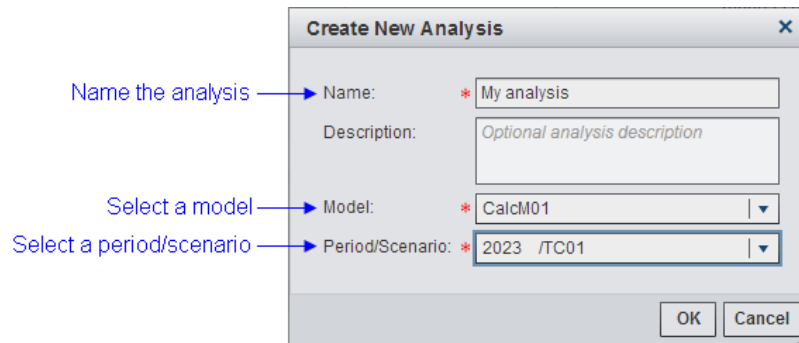 Create New Analysis
Name the analysis
Name:
* My analysis
Description:
Optional analysis description
Select a model
Model:
* CalcM01
Select a period/scenario
Period/Scenario:
* 2023 /TC01
OK
Cancel